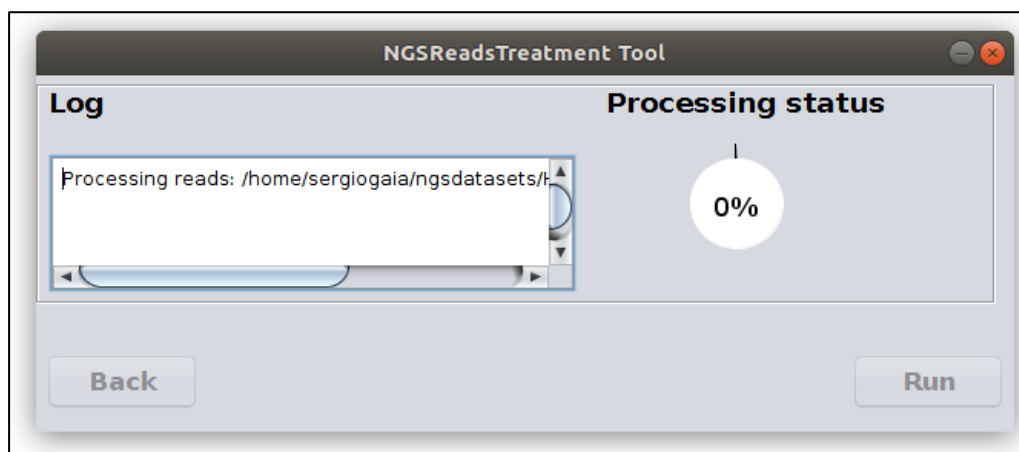 NGSReadsTreatment Tool
Log
Processing status
Processing reads: /home/sergiogaia/ngsdatasets/
0%
Back
Run